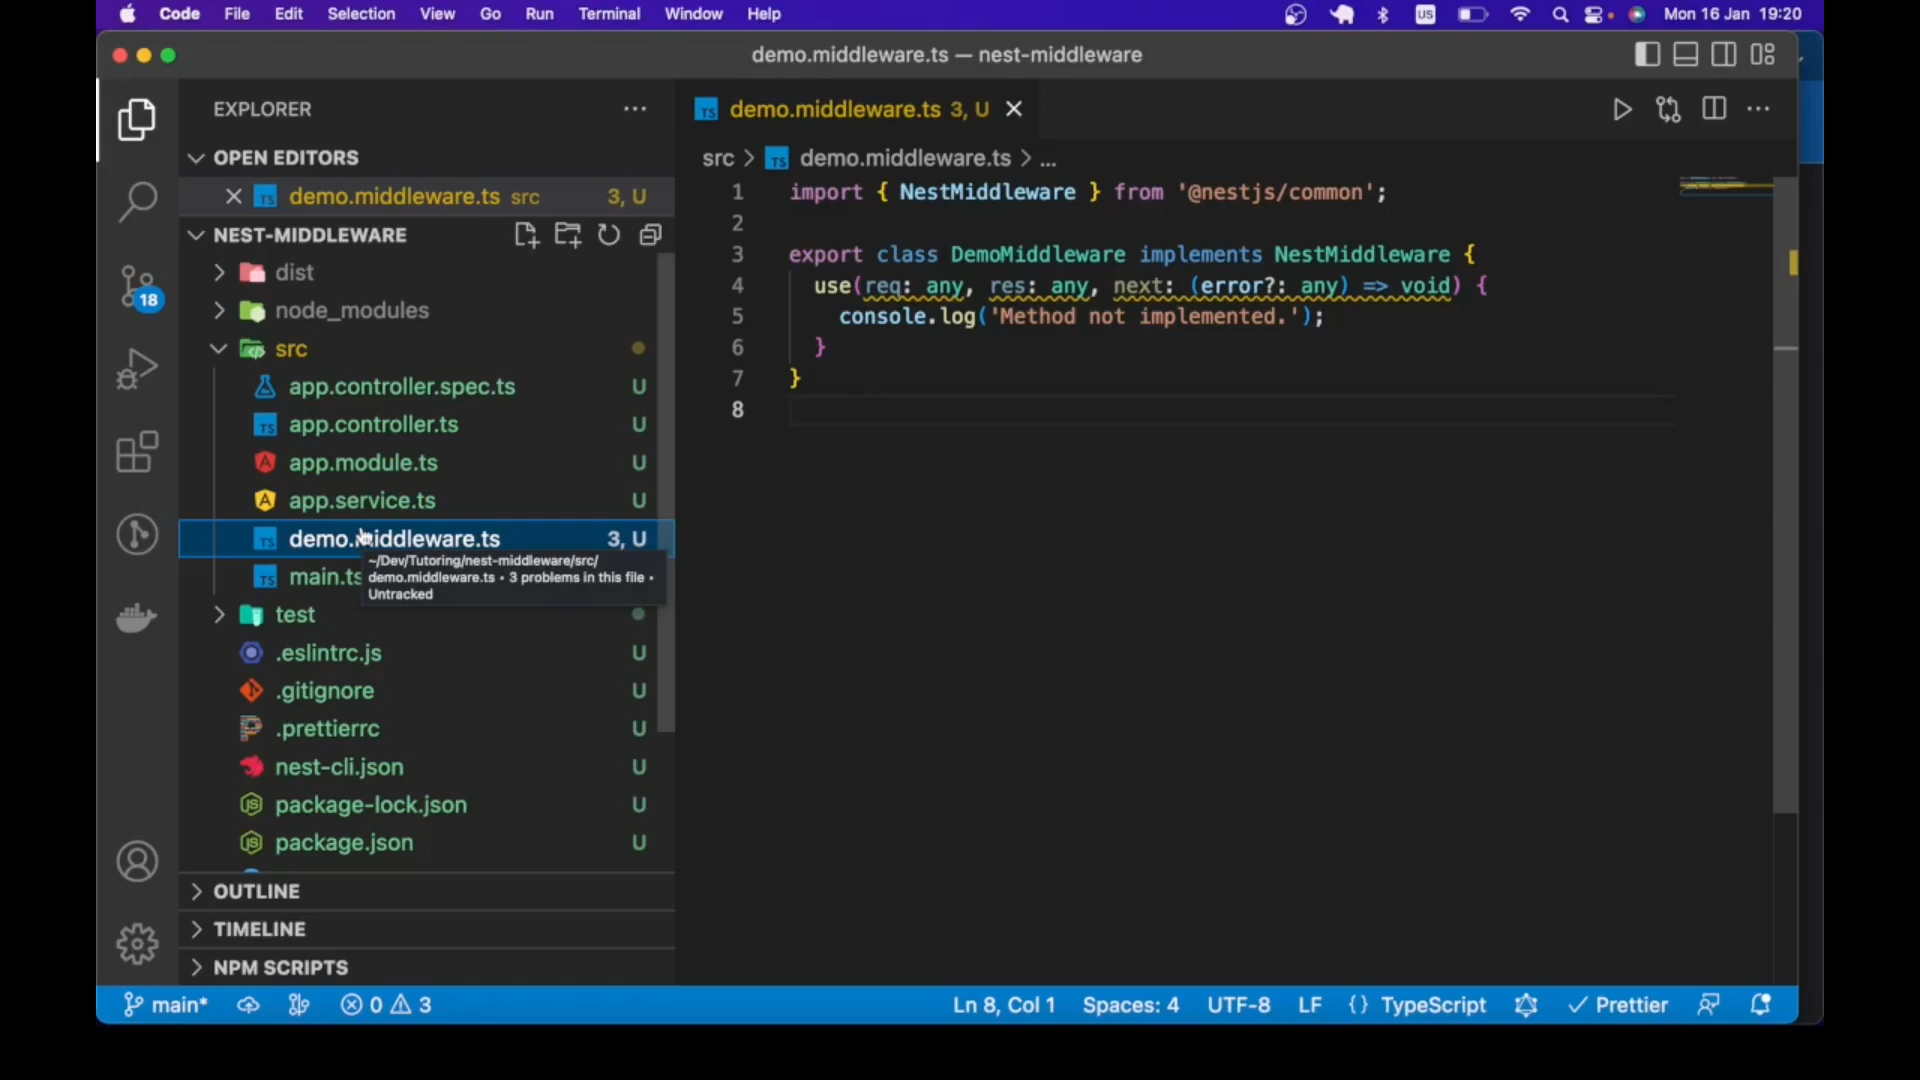 Code File Edit Selection View Go Run Terminal Window Help
US
Mon 16 Jan 19:20
demo.middleware.ts — nest-middleware
EXPLORER
OPEN EDITORS
TS demo.middleware.ts src 3, U
NEST-MIDDLEWARE
dist
node_modules
src
app.controller.spec.ts U
TS app.controller.ts U
app.module.ts U
app.service.ts U
TS demo.middleware.ts 3, U
TS main.ts
~/Dev/Tutoring/nest-middleware/src/
demo.middleware.ts • 3 problems in this file •
Untracked
test
.eslintrc.js U
.gitignore U
.prettierrc U
nest-cli.json U
package-lock.json U
package.json U
OUTLINE
TIMELINE
NPM SCRIPTS
18
TS demo.middleware.ts 3, U
src > TS demo.middleware.ts > ...
1 import { NestMiddleware } from '@nestjs/common';
2
3 export class DemoMiddleware implements NestMiddleware {
4 use(req: any, res: any, next: (error?: any) => void) {
5 console.log('Method not implemented.');
6 }
7 }
8
main* 0 3
Ln 8, Col 1 Spaces: 4 UTF-8 LF {} TypeScript Prettier